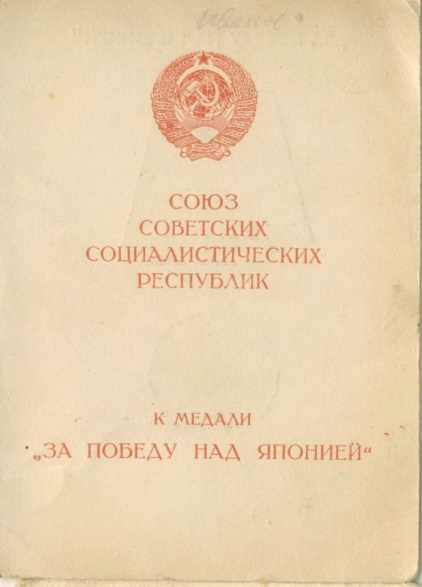 СОЮЗ
СОВЕТСКИХ
СОЦИАЛИСТИЧЕСКИХ
РЕСПУБЛИК
К МЕДАЛИ
„ЗА ПОБЕДУ НАД ЯПОНИЕЙ“